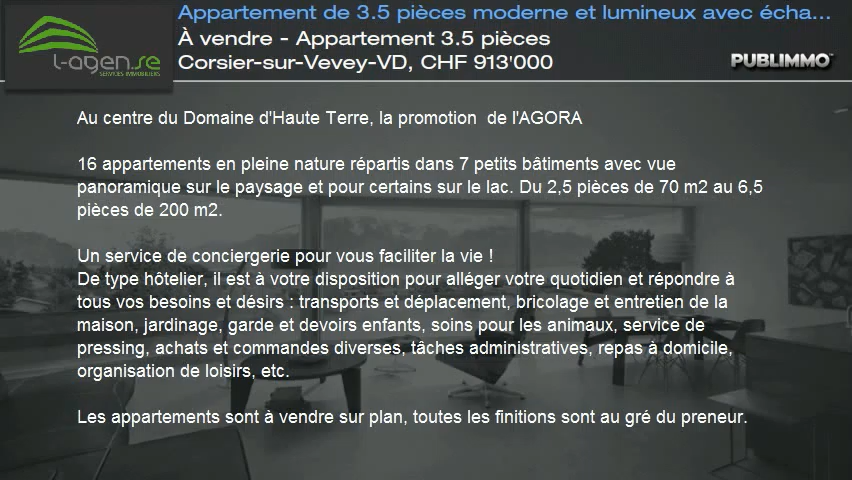 Appartement de 3.5 pièces moderne et lumineux avec écha...
À vendre - Appartement 3.5 pièces
Corsier-sur-Vevey-VD, CHF 913'000
l-agen.se
SERVICES IMMOBILIERS
PUBLIMMO™
Au centre du Domaine d'Haute Terre, la promotion  de l'AGORA
16 appartements en pleine nature répartis dans 7 petits bâtiments avec vue
panoramique sur le paysage et pour certains sur le lac. Du 2,5 pièces de 70 m2 au 6,5
pièces de 200 m2.
Un service de conciergerie pour vous faciliter la vie !
De type hôtelier, il est à votre disposition pour alléger votre quotidien et répondre à
tous vos besoins et désirs : transports et déplacement, bricolage et entretien de la
maison, jardinage, garde et devoirs enfants, soins pour les animaux, service de
pressing, achats et commandes diverses, tâches administratives, repas à domicile,
organisation de loisirs, etc.
Les appartements sont à vendre sur plan, toutes les finitions sont au gré du preneur.